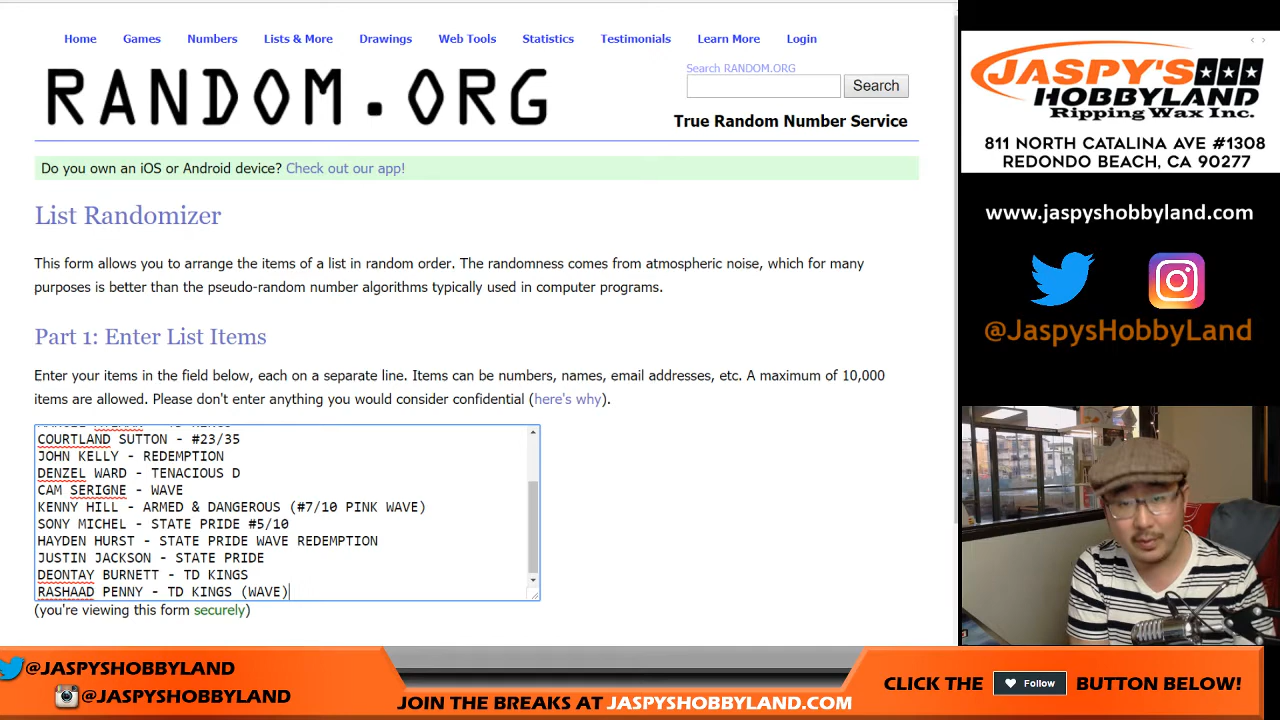 Home Games Numbers Lists & More Drawings Web Tools Statistics Testimonials Learn More Login
RANDOM.ORG
Search RANDOM.ORG
Search
True Random Number Service
Do you own an iOS or Android device? Check out our app!
List Randomizer
This form allows you to arrange the items of a list in random order. The randomness comes from atmospheric noise, which for many
purposes is better than the pseudo-random number algorithms typically used in computer programs.
Part 1: Enter List Items
Enter your items in the field below, each on a separate line. Items can be numbers, names, email addresses, etc. A maximum of 10,000
items are allowed. Please don't enter anything you would consider confidential (here's why).
COURTLAND SUTTON - #23/35
JOHN KELLY - REDEMPTION
DENZEL WARD - TENACIOUS D
CAM SERIGNE - WAVE
KENNY HILL - ARMED & DANGEROUS (#7/10 PINK WAVE)
SONY MICHEL - STATE PRIDE #5/10
HAYDEN HURST - STATE PRIDE WAVE REDEMPTION
JUSTIN JACKSON - STATE PRIDE
DEONTAY BURNETT - TD KINGS
RASHAAD PENNY - TD KINGS (WAVE)
(you're viewing this form securely)
JASPY'S
HOBBYLAND
Ripping Wax Inc.
811 NORTH CATALINA AVE #1308
REDONDO BEACH, CA 90277
www.jaspyshobbyland.com
@JaspysHobbyLand
@JASPYSHOBBYLAND
@JASPYSHOBBYLAND
JOIN THE BREAKS AT JASPYSHOBBYLAND.COM
CLICK THE Follow BUTTON BELOW!